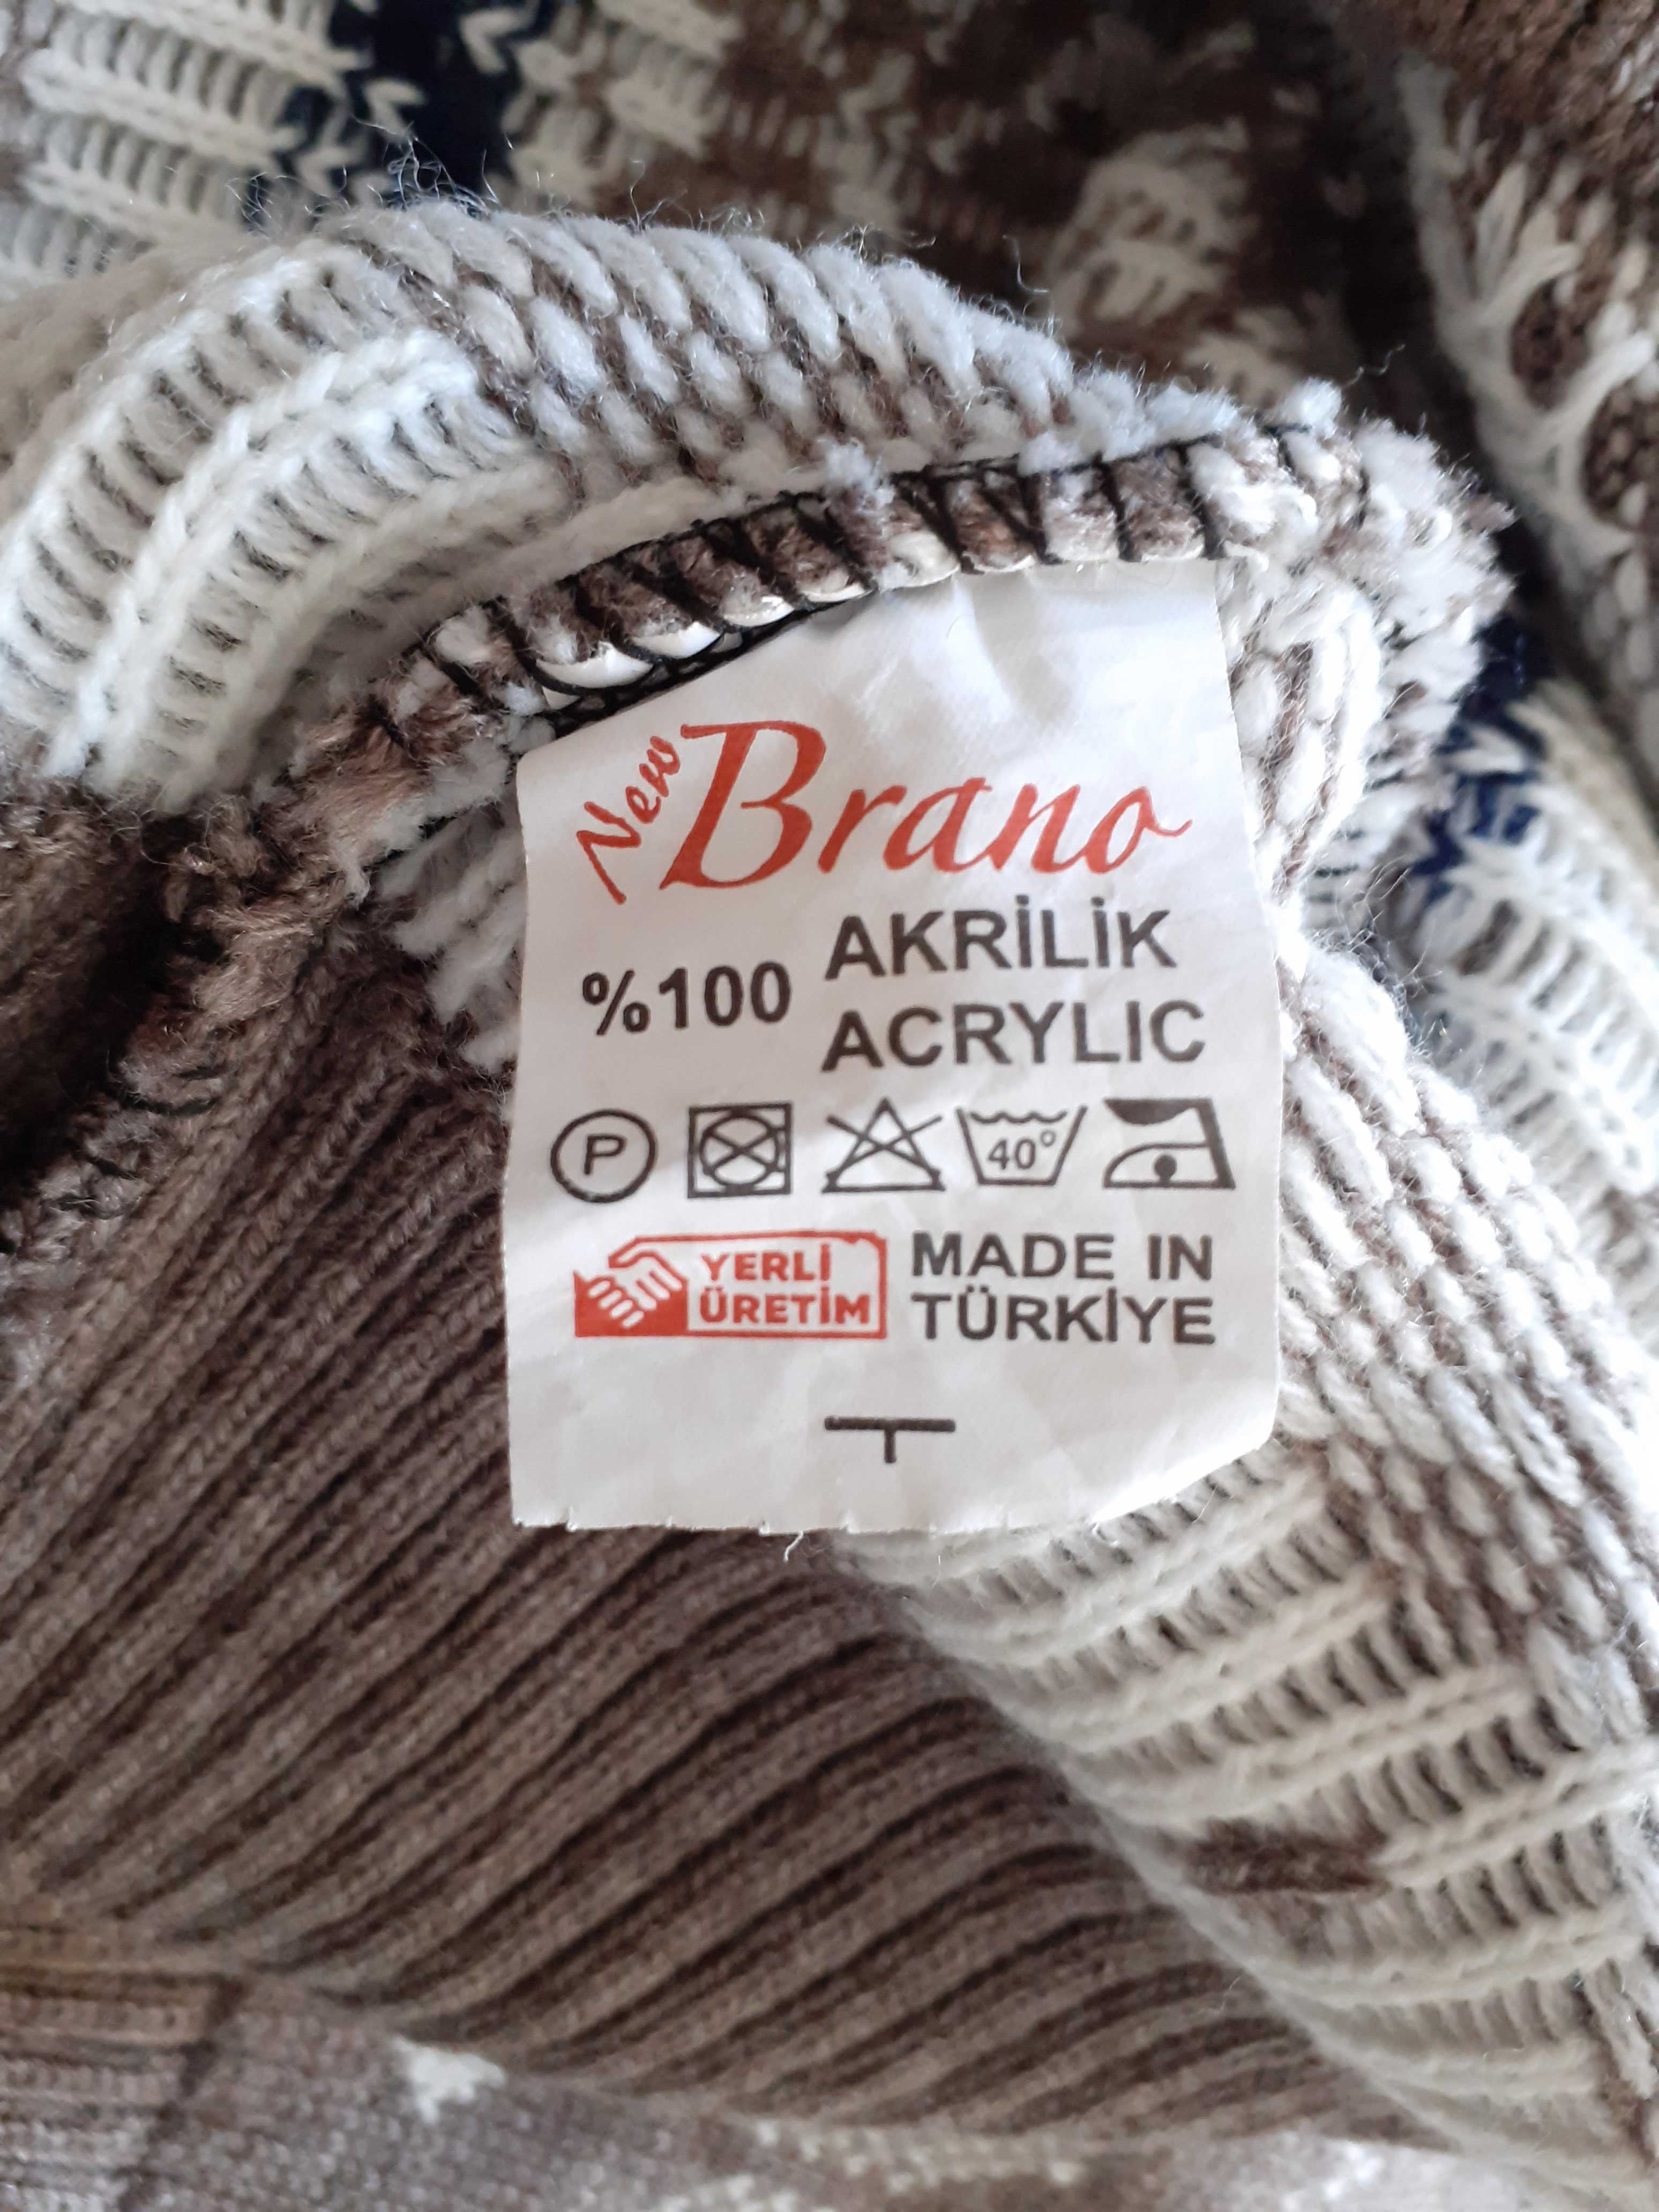 New Brano
%100 AKRİLİK
ACRYLIC
P
40°
YERLİ
ÜRETİM
MADE IN
TÜRKİYE